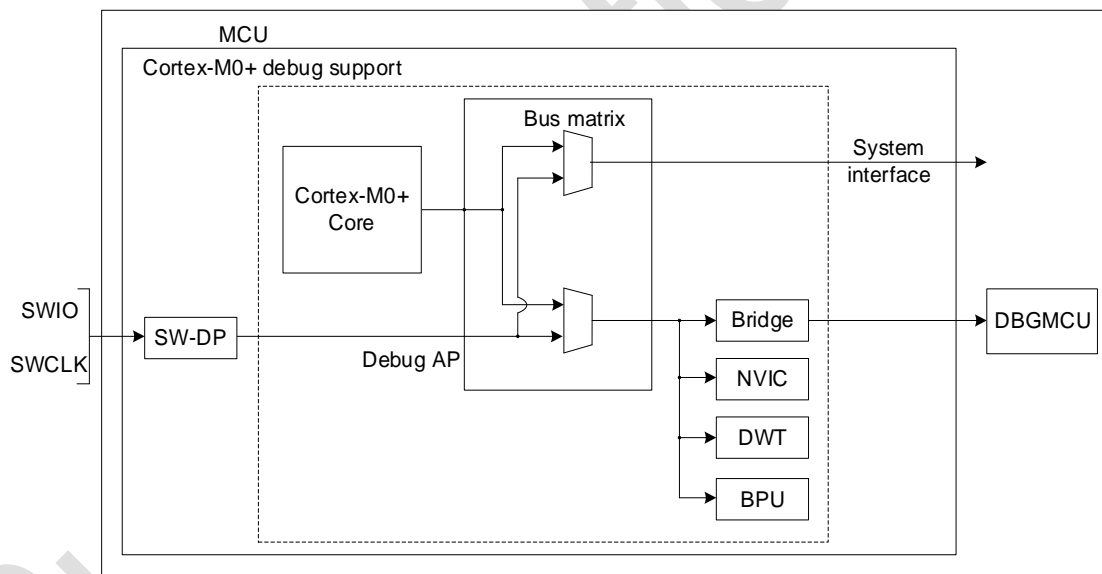 MCU
Cortex-M0+ debug support
Bus matrix
System
interface
Cortex-M0+
Core
SWIO
SWCLK
SW-DP
Debug AP
Bridge
DBGMCU
NVIC
DWT
BPU